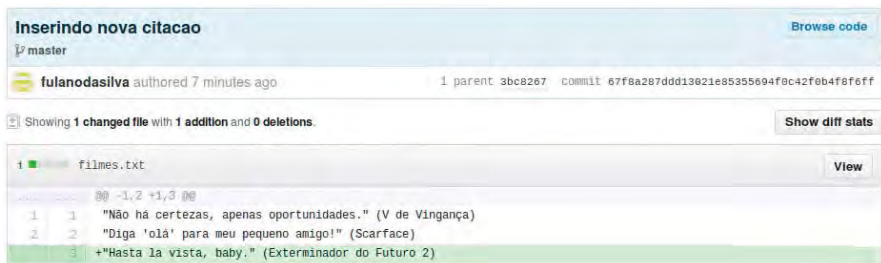 Inserindo nova citacao
Browse code
master
fulanodasilva authored 7 minutes ago
1 parent 3bc8267 commit 67f8a287ddd13021e85355694f0c42f0b4f8f6ff
Showing 1 changed file with 1 addition and 0 deletions.
Show diff stats
1 filmes.txt
View
... ... @@ -1,2 +1,3 @@
1 1 "Não há certezas, apenas oportunidades." (V de Vingança)
2 2 "Diga 'olá' para meu pequeno amigo!" (Scarface)
3 +"Hasta la vista, baby." (Exterminador do Futuro 2)